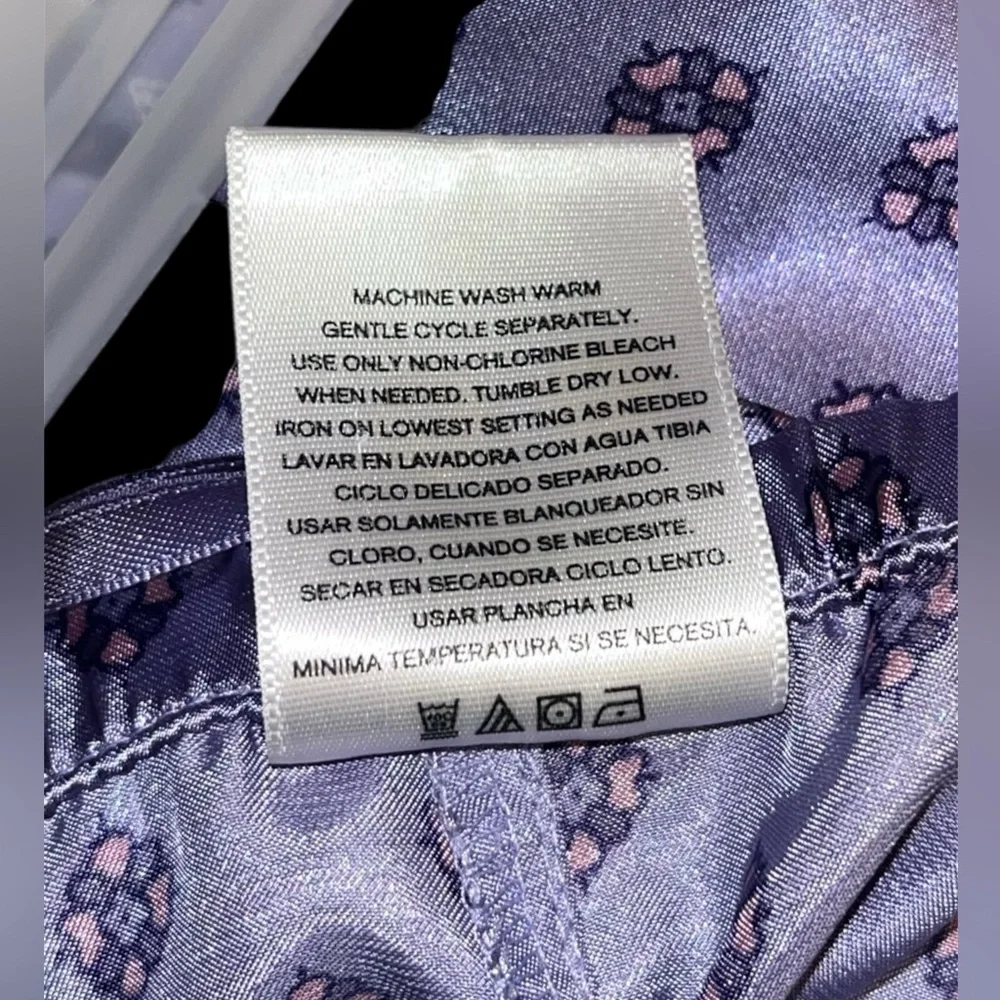 MACHINE WASH WARM
GENTLE CYCLE SEPARATELY.
USE ONLY NON-CHLORINE BLEACH
WHEN NEEDED. TUMBLE DRY LOW.
IRON ON LOWEST SETTING AS NEEDED
LAVAR EN LAVADORA CON AGUA TIBIA
CICLO DELICADO SEPARADO.
USAR SOLAMENTE BLANQUEADOR SIN
CLORO, CUANDO SE NECESITE.
SECAR EN SECADORA CICLO LENTO.
USAR PLANCHA EN
MINIMA TEMPERATURA SI SE NECESITA.